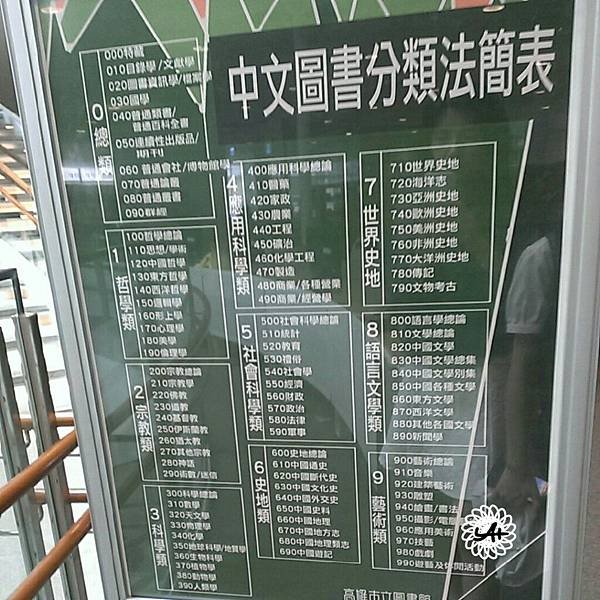 中文圖書分類法簡表
0 總類
000特藏
010目錄學/文獻學
020圖書資訊學/檔案學
030國學
040普通類書/
普通百科全書
050連續性出版品/
期刊
060 普通會社/博物館學
070普通論叢
080普通叢書
090群經
1 哲學類
100哲學總論
110思想/學術
120中國哲學
130東方哲學
140西洋哲學
150邏輯學
160形上學
170心理學
180美學
190倫理學
2 宗教類
200宗教總論
210宗教學
220佛教
230道教
240基督教
250伊斯蘭教
260猶太教
270其他宗教
280神話
290術數/迷信
3 科學類
300科學總論
310數學
320天文學
330物理學
340化學
350地球科學/地質學
360生物科學
370植物學
380動物學
390人類學
4 應用科學類
400應用科學總論
410醫藥
420家政
430農業
440工程
450礦冶
460化學工程
470製造
480商業/各種營業
490商業/經營學
5 社會科學類
500社會科學總論
510統計
520教育
530禮俗
540社會學
550經濟
560財政
570政治
580法律
590軍事
6 史地類
600史地總論
610中國通史
620中國斷代史
630中國文化史
640中國外交史
650中國史料
660中國地理
670中國地方志
680中國地理類志
690中國遊記
7 世界史地
710世界史地
720海洋志
730亞洲史地
740歐洲史地
750美洲史地
760非洲史地
770大洋洲史地
780傳記
790文物考古
8 語言文學類
800語言學總論
810文學總論
820中國文學
830中國文學總集
840中國文學別集
850中國各種文學
860東方文學
870西洋文學
880其他各國文學
890新聞學
9 藝術類
900藝術總論
910音樂
920建築藝術
930雕塑
940繪畫/書法
950攝影/電腦
960應用美術
970技藝
980戲劇
990遊藝及休閒活動
高雄市立圖書館